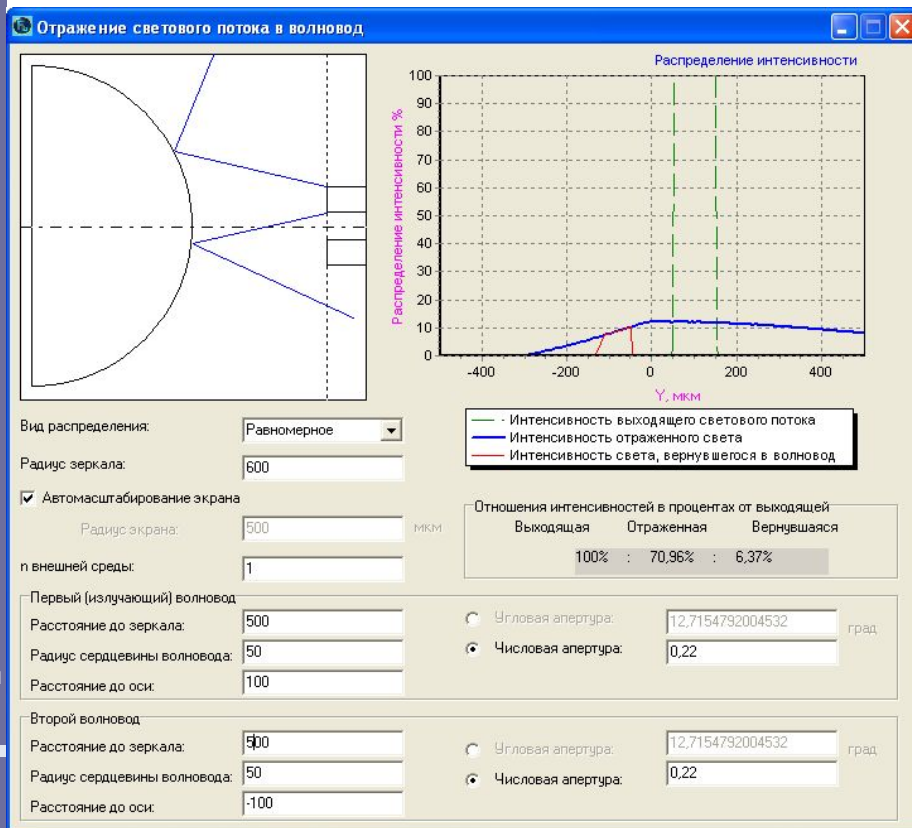 Отражение светового потока в волновод
Распределение интенсивности
Распределение интенсивности %
100
90
80
70
60
50
40
30
20
10
0
-400 -200 0 200 400
Y, мкм
- Интенсивность выходящего светового потока
Интенсивность отраженного света
Интенсивность света, вернувшегося в волновод
Вид распределения: Равномерное
Радиус зеркала: 600
Автомасштабирование экрана
Радиус экрана: 500 мкм
n внешней среды: 1
Отношения интенсивностей в процентах от выходящей
Выходящая Отраженная Вернувшаяся
100% : 70,96% : 6,37%
Первый (излучающий) волновод
Расстояние до зеркала: 500
Радиус сердцевины волновода: 50
Расстояние до оси: 100
Угловая апертура: 12,7154792004532 град
Числовая апертура: 0,22
Второй волновод
Расстояние до зеркала: 500
Радиус сердцевины волновода: 50
Расстояние до оси: -100
Угловая апертура: 12,7154792004532 град
Числовая апертура: 0,22